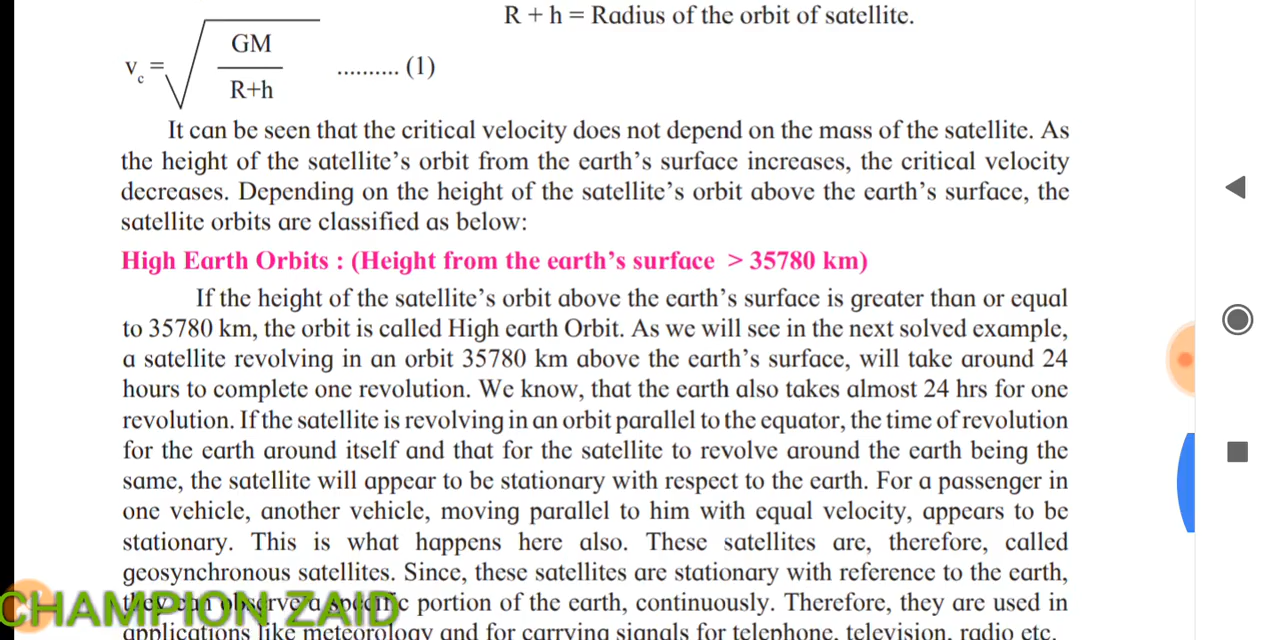 R + h = Radius of the orbit of satellite.
v_c = √(GM / R+h) .......... (1)
It can be seen that the critical velocity does not depend on the mass of the satellite. As
the height of the satellite’s orbit from the earth’s surface increases, the critical velocity
decreases. Depending on the height of the satellite’s orbit above the earth’s surface, the
satellite orbits are classified as below:
High Earth Orbits : (Height from the earth’s surface > 35780 km)
If the height of the satellite’s orbit above the earth’s surface is greater than or equal
to 35780 km, the orbit is called High earth Orbit. As we will see in the next solved example,
a satellite revolving in an orbit 35780 km above the earth’s surface, will take around 24
hours to complete one revolution. We know, that the earth also takes almost 24 hrs for one
revolution. If the satellite is revolving in an orbit parallel to the equator, the time of revolution
for the earth around itself and that for the satellite to revolve around the earth being the
same, the satellite will appear to be stationary with respect to the earth. For a passenger in
one vehicle, another vehicle, moving parallel to him with equal velocity, appears to be
stationary. This is what happens here also. These satellites are, therefore, called
geosynchronous satellites. Since, these satellites are stationary with reference to the earth,
they can observe a specific portion of the earth, continuously. Therefore, they are used in
applications like meteorology and for carrying signals for telephone, television, radio etc.
CHAMPION ZAID